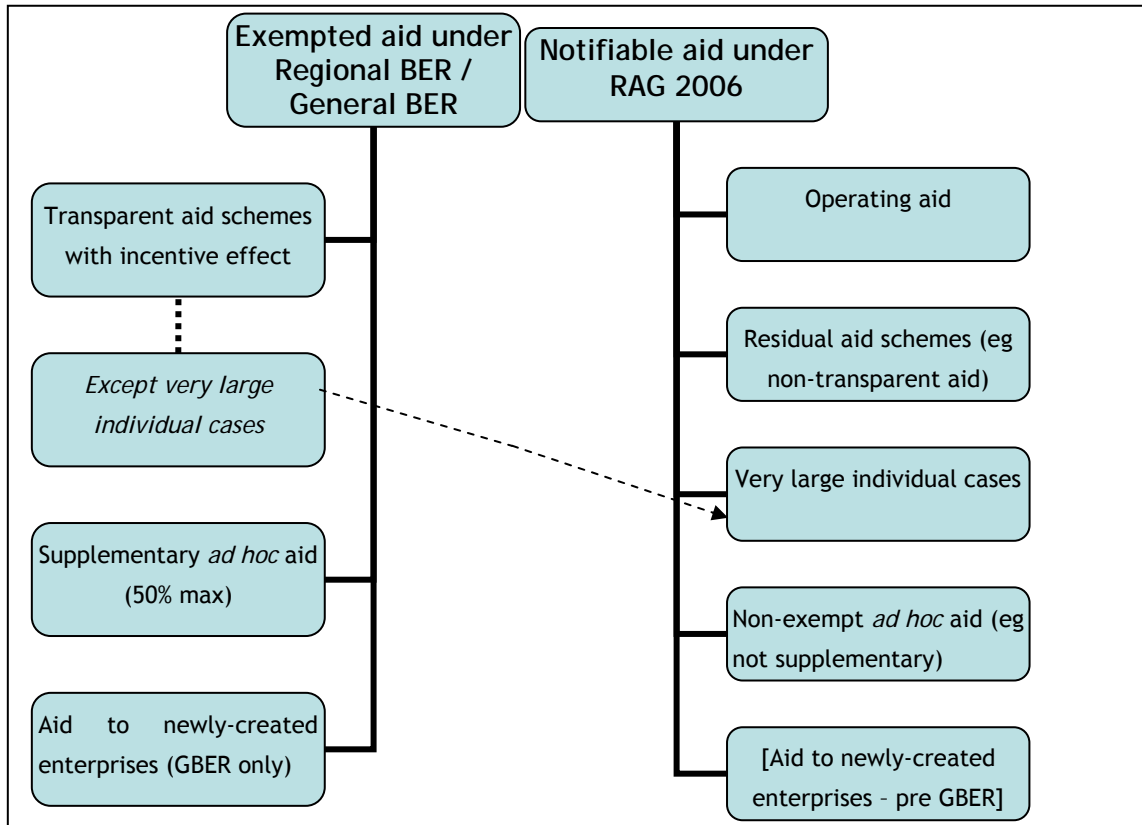 Exempted aid under
Regional BER /
General BER
Transparent aid schemes
with incentive effect
Except very large
individual cases
Supplementary ad hoc aid
(50% max)
Aid to newly-created
enterprises (GBER only)
Notifiable aid under
RAG 2006
Operating aid
Residual aid schemes (eg
non-transparent aid)
Very large individual cases
Non-exempt ad hoc aid (eg
not supplementary)
[Aid to newly-created
enterprises – pre GBER]